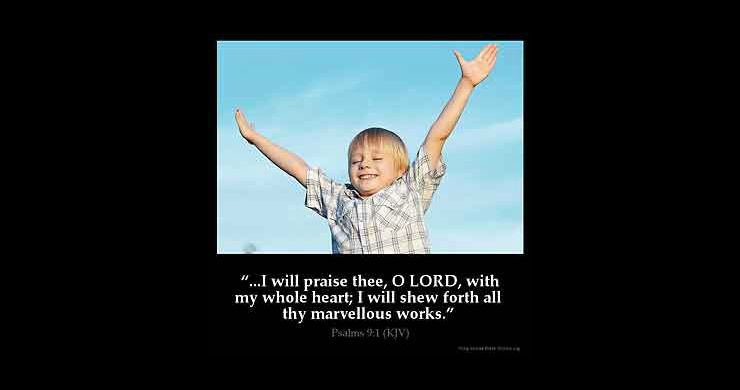 “...I will praise thee, O LORD, with
my whole heart; I will shew forth all
thy marvellous works.”
Psalms 9:1 (KJV)